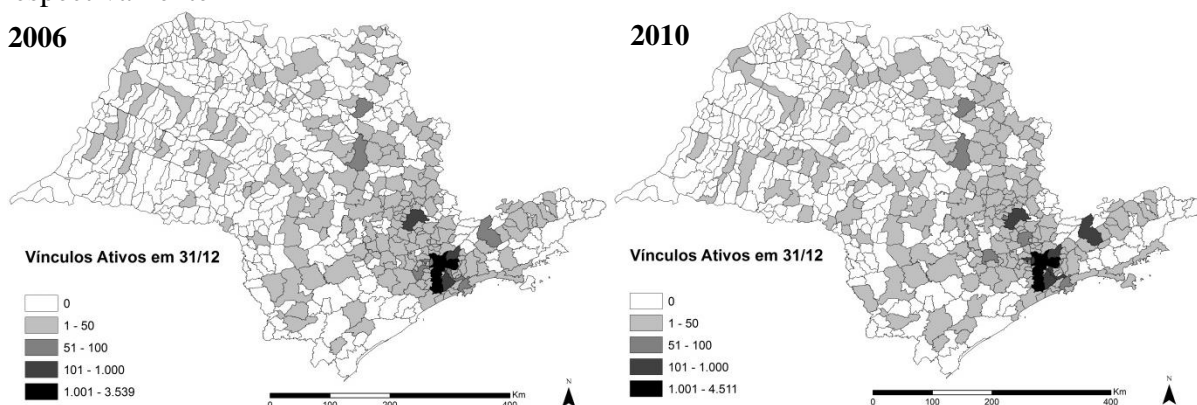 2006
Vínculos Ativos em 31/12
0
1 - 50
51 - 100
101 - 1.000
1.001 - 3.539
Km
0 100 200 400
N
2010
Vínculos Ativos em 31/12
0
1 - 50
51 - 100
101 - 1.000
1.001 - 4.511
Km
0 100 200 400
N